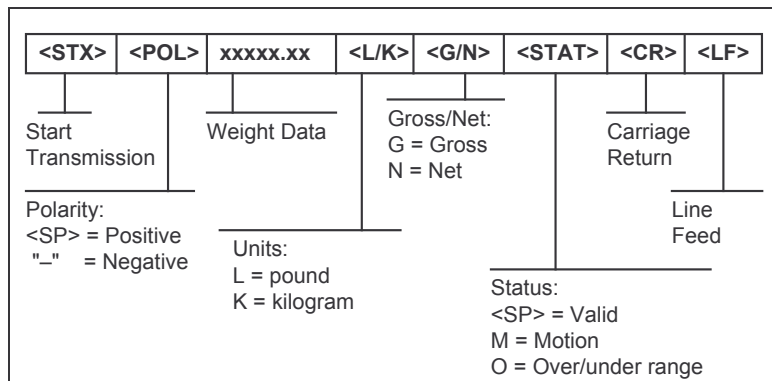 <STX> <POL> xxxxx.xx <L/K> <G/N> <STAT> <CR> <LF>
Start
Transmission
Weight Data
Gross/Net:
G = Gross
N = Net
Carriage
Return
Polarity:
<SP> = Positive
"–" = Negative
Units:
L = pound
K = kilogram
Line
Feed
Status:
<SP> = Valid
M = Motion
O = Over/under range